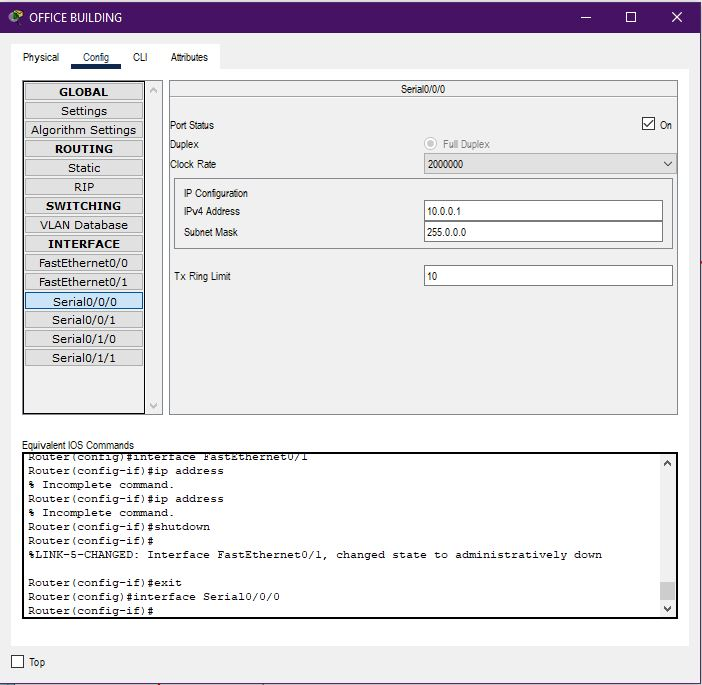 OFFICE BUILDING
Physical Config CLI Attributes
GLOBAL
Settings
Algorithm Settings
ROUTING
Static
RIP
SWITCHING
VLAN Database
INTERFACE
FastEthernet0/0
FastEthernet0/1
Serial0/0/0
Serial0/0/1
Serial0/1/0
Serial0/1/1
Serial0/0/0
Port Status On
Duplex Full Duplex
Clock Rate 2000000
IP Configuration
IPv4 Address 10.0.0.1
Subnet Mask 255.0.0.0
Tx Ring Limit 10
Equivalent IOS Commands
Router(config)#interface FastEthernet0/1
Router(config-if)#ip address
% Incomplete command.
Router(config-if)#ip address
% Incomplete command.
Router(config-if)#shutdown
Router(config-if)#
%LINK-5-CHANGED: Interface FastEthernet0/1, changed state to administratively down
Router(config-if)#exit
Router(config)#interface Serial0/0/0
Router(config-if)#
Top